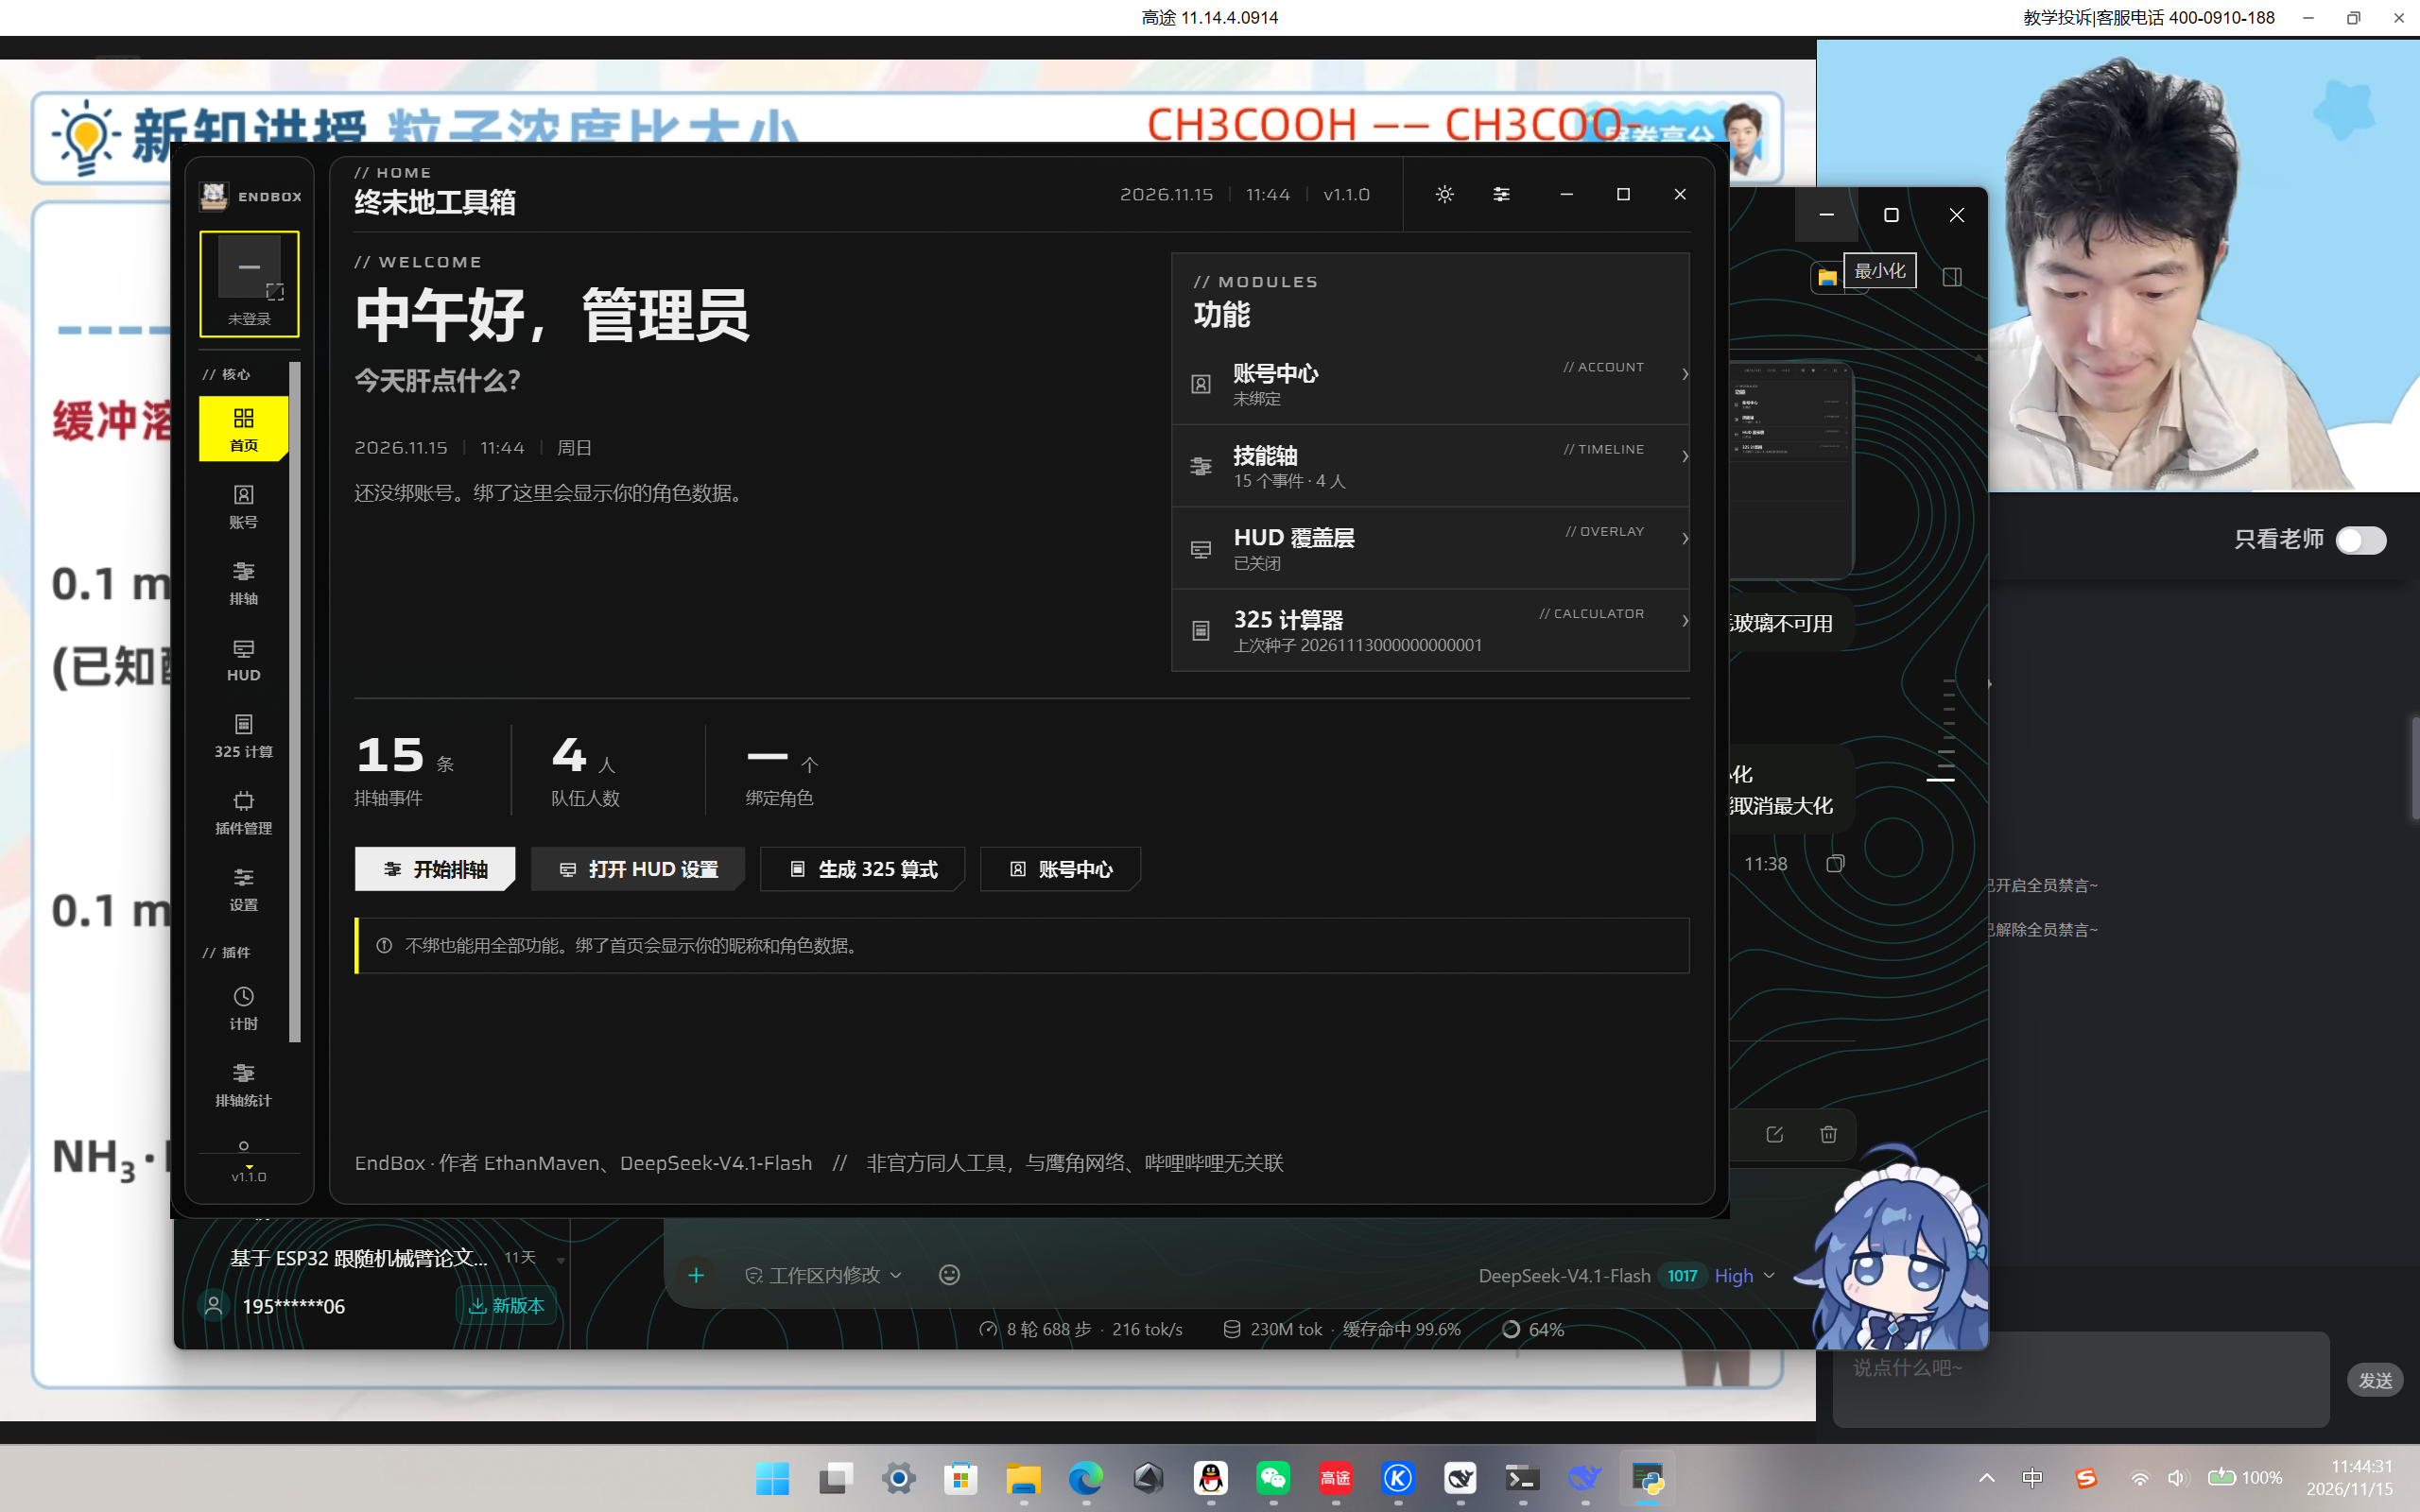 高途 11.14.4.0914
教学投诉|客服电话 400-0910-188
新知讲授 粒子浓度比大小
CH3COOH —— CH3COO-
缓冲溶
0.1 m
(已知
0.1 m
NH₃·
ENDBOX
未登录
// 核心
首页
账号
排轴
HUD
325 计算
插件管理
设置
// 插件
计时
排轴统计
v1.1.0
// HOME
终末地工具箱
2026.11.15
11:44
v1.1.0
// WELCOME
中午好，管理员
今天肝点什么？
2026.11.15
11:44
周日
还没绑账号。绑了这里会显示你的角色数据。
// MODULES
功能
账号中心
// ACCOUNT
未绑定
技能轴
// TIMELINE
15 个事件 · 4 人
HUD 覆盖层
// OVERLAY
已关闭
325 计算器
// CALCULATOR
上次种子 20261113000000000001
15 条
排轴事件
4 人
队伍人数
— 个
绑定角色
开始排轴
打开 HUD 设置
生成 325 算式
账号中心
不绑也能用全部功能。绑了首页会显示你的昵称和角色数据。
EndBox · 作者 EthanMaven、DeepSeek-V4.1-Flash // 非官方同人工具，与鹰角网络、哔哩哔哩无关联
最小化
玻璃不可用
化
取消最大化
11:38
基于 ESP32 跟随机械臂论文...
11天
195******06
新版本
工作区内修改
DeepSeek-V4.1-Flash 1017 High
8 轮 688 步 · 216 tok/s
230M tok · 缓存命中 99.6%
64%
只看老师
已开启全员禁言~
已解除全员禁言~
说点什么吧~
发送
高途
中
100%
11:44:31
2026/11/15